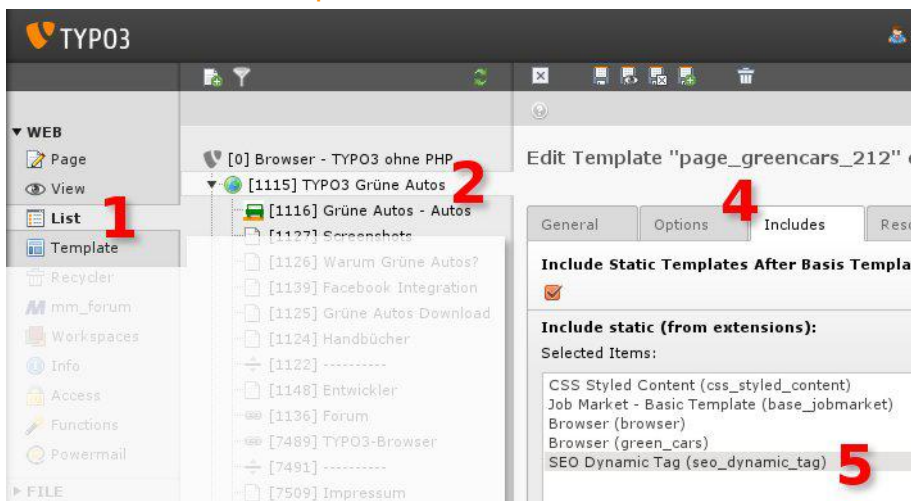 TYPO3
WEB
Page
View
List
Template
Recycler
mm_forum
Workspaces
Info
Access
Functions
Powermail
FILE
1
[0] Browser - TYPO3 ohne PHP
[1115] TYPO3 Grüne Autos
2
[1116] Grüne Autos - Autos
[1127] Screenshots
[1126] Warum Grüne Autos?
[1139] Facebook Integration
[1125] Grüne Autos Download
[1124] Handbücher
[1122] ----------
[1148] Entwickler
[1136] Forum
[7489] TYPO3-Browser
[7491] ----------
[7509] Impressum
Edit Template "page_greencars_212"
4
General Options Includes Reso
Include Static Templates After Basis Templa
Include static (from extensions):
Selected Items:
CSS Styled Content (css_styled_content)
Job Market - Basic Template (base_jobmarket)
Browser (browser)
Browser (green_cars)
SEO Dynamic Tag (seo_dynamic_tag)
5